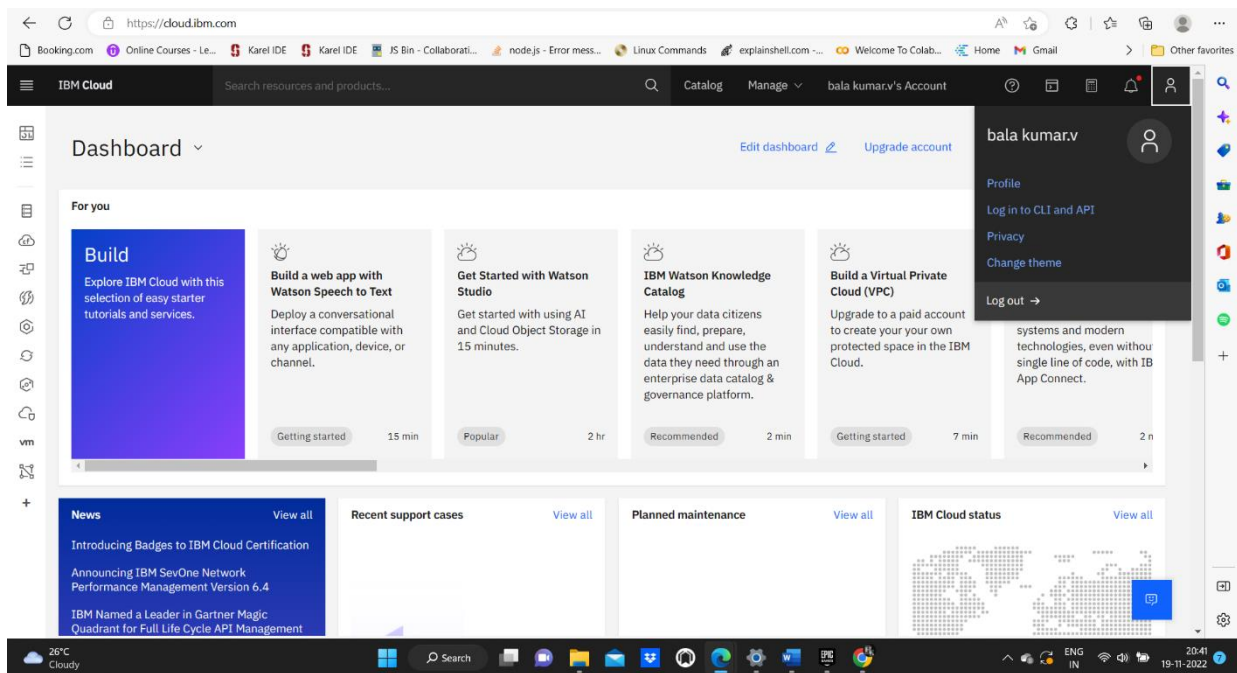 https://cloud.ibm.com
Booking.com
Online Courses - Le...
Karel IDE
Karel IDE
JS Bin - Collaborati...
node.js - Error mess...
Linux Commands
explainshell.com -...
Welcome To Colab...
Home
Gmail
Other favorites
IBM Cloud
Search resources and products...
Catalog
Manage
bala kumar.v's Account
bala kumar.v
Profile
Log in to CLI and API
Privacy
Change theme
Log out →
Dashboard
Edit dashboard
Upgrade account
For you
Build
Explore IBM Cloud with this
selection of easy starter
tutorials and services.
Build a web app with
Watson Speech to Text
Deploy a conversational
interface compatible with
any application, device, or
channel.
Getting started
15 min
Get Started with Watson
Studio
Get started with using AI
and Cloud Object Storage in
15 minutes.
Popular
2 hr
IBM Watson Knowledge
Catalog
Help your data citizens
easily find, prepare,
understand and use the
data they need through an
enterprise data catalog &
governance platform.
Recommended
2 min
Build a Virtual Private
Cloud (VPC)
Upgrade to a paid account
to create your your own
protected space in the IBM
Cloud.
Getting started
7 min
systems and modern
technologies, even withou
single line of code, with IB
App Connect.
Recommended
2 n
vm
News
View all
Introducing Badges to IBM Cloud Certification
Announcing IBM SevOne Network
Performance Management Version 6.4
IBM Named a Leader in Gartner Magic
Quadrant for Full Life Cycle API Management
Recent support cases
View all
Planned maintenance
View all
IBM Cloud status
View all
26°C
Cloudy
Search
EPIC
ENG
IN
20:41
19-11-2022
7